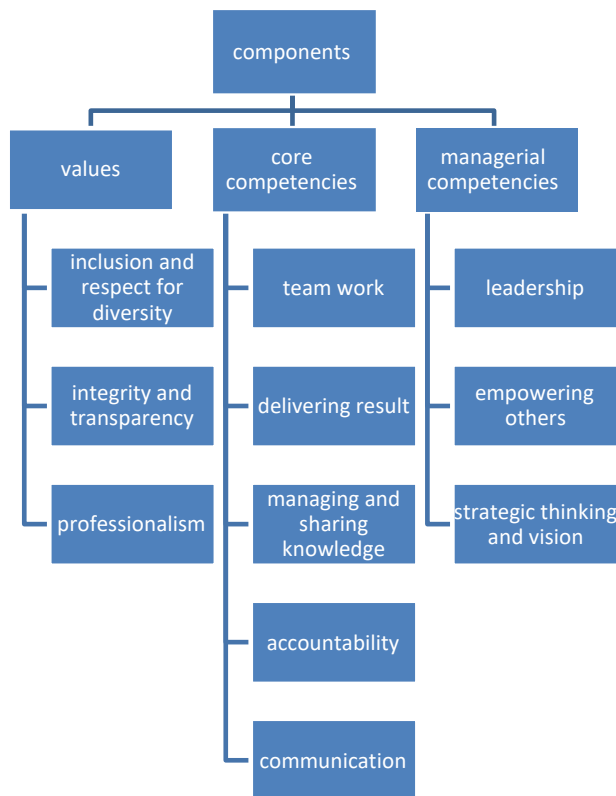 components
values
core
competencies
managerial
competencies
inclusion and
respect for
diversity
integrity and
transparency
professionalism
team work
delivering result
managing and
sharing
knowledge
accountability
communication
leadership
empowering
others
strategic thinking
and vision